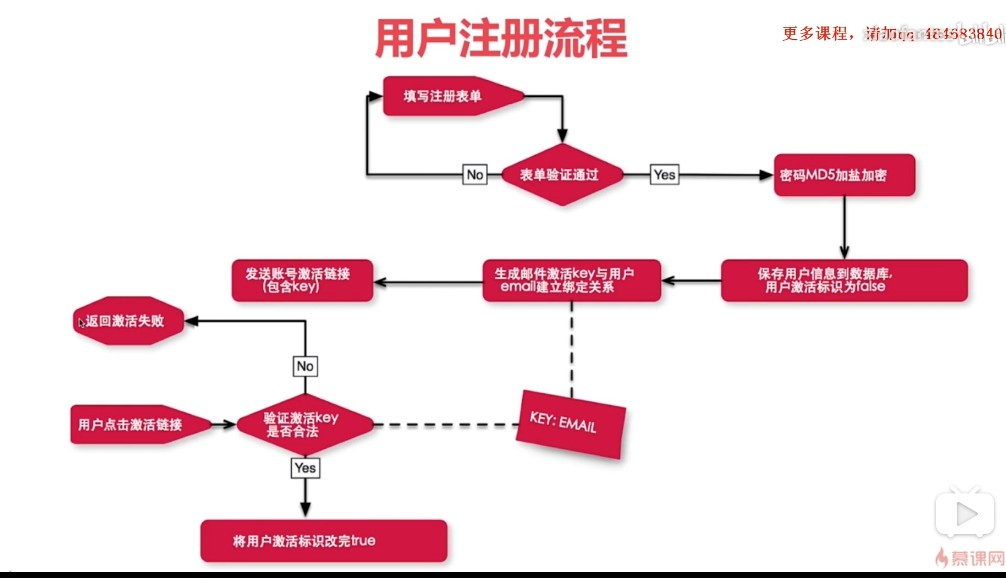 用户注册流程
更多课程，请加qq 484683840
填写注册表单
No
表单验证通过
Yes
密码MD5加盐加密
发送账号激活链接
(包含key)
生成邮件激活key与用户
email建立绑定关系
保存用户信息到数据库,
用户激活标识为false
返回激活失败
No
用户点击激活链接
验证激活key
是否合法
KEY: EMAIL
Yes
将用户激活标识改完true
慕课网